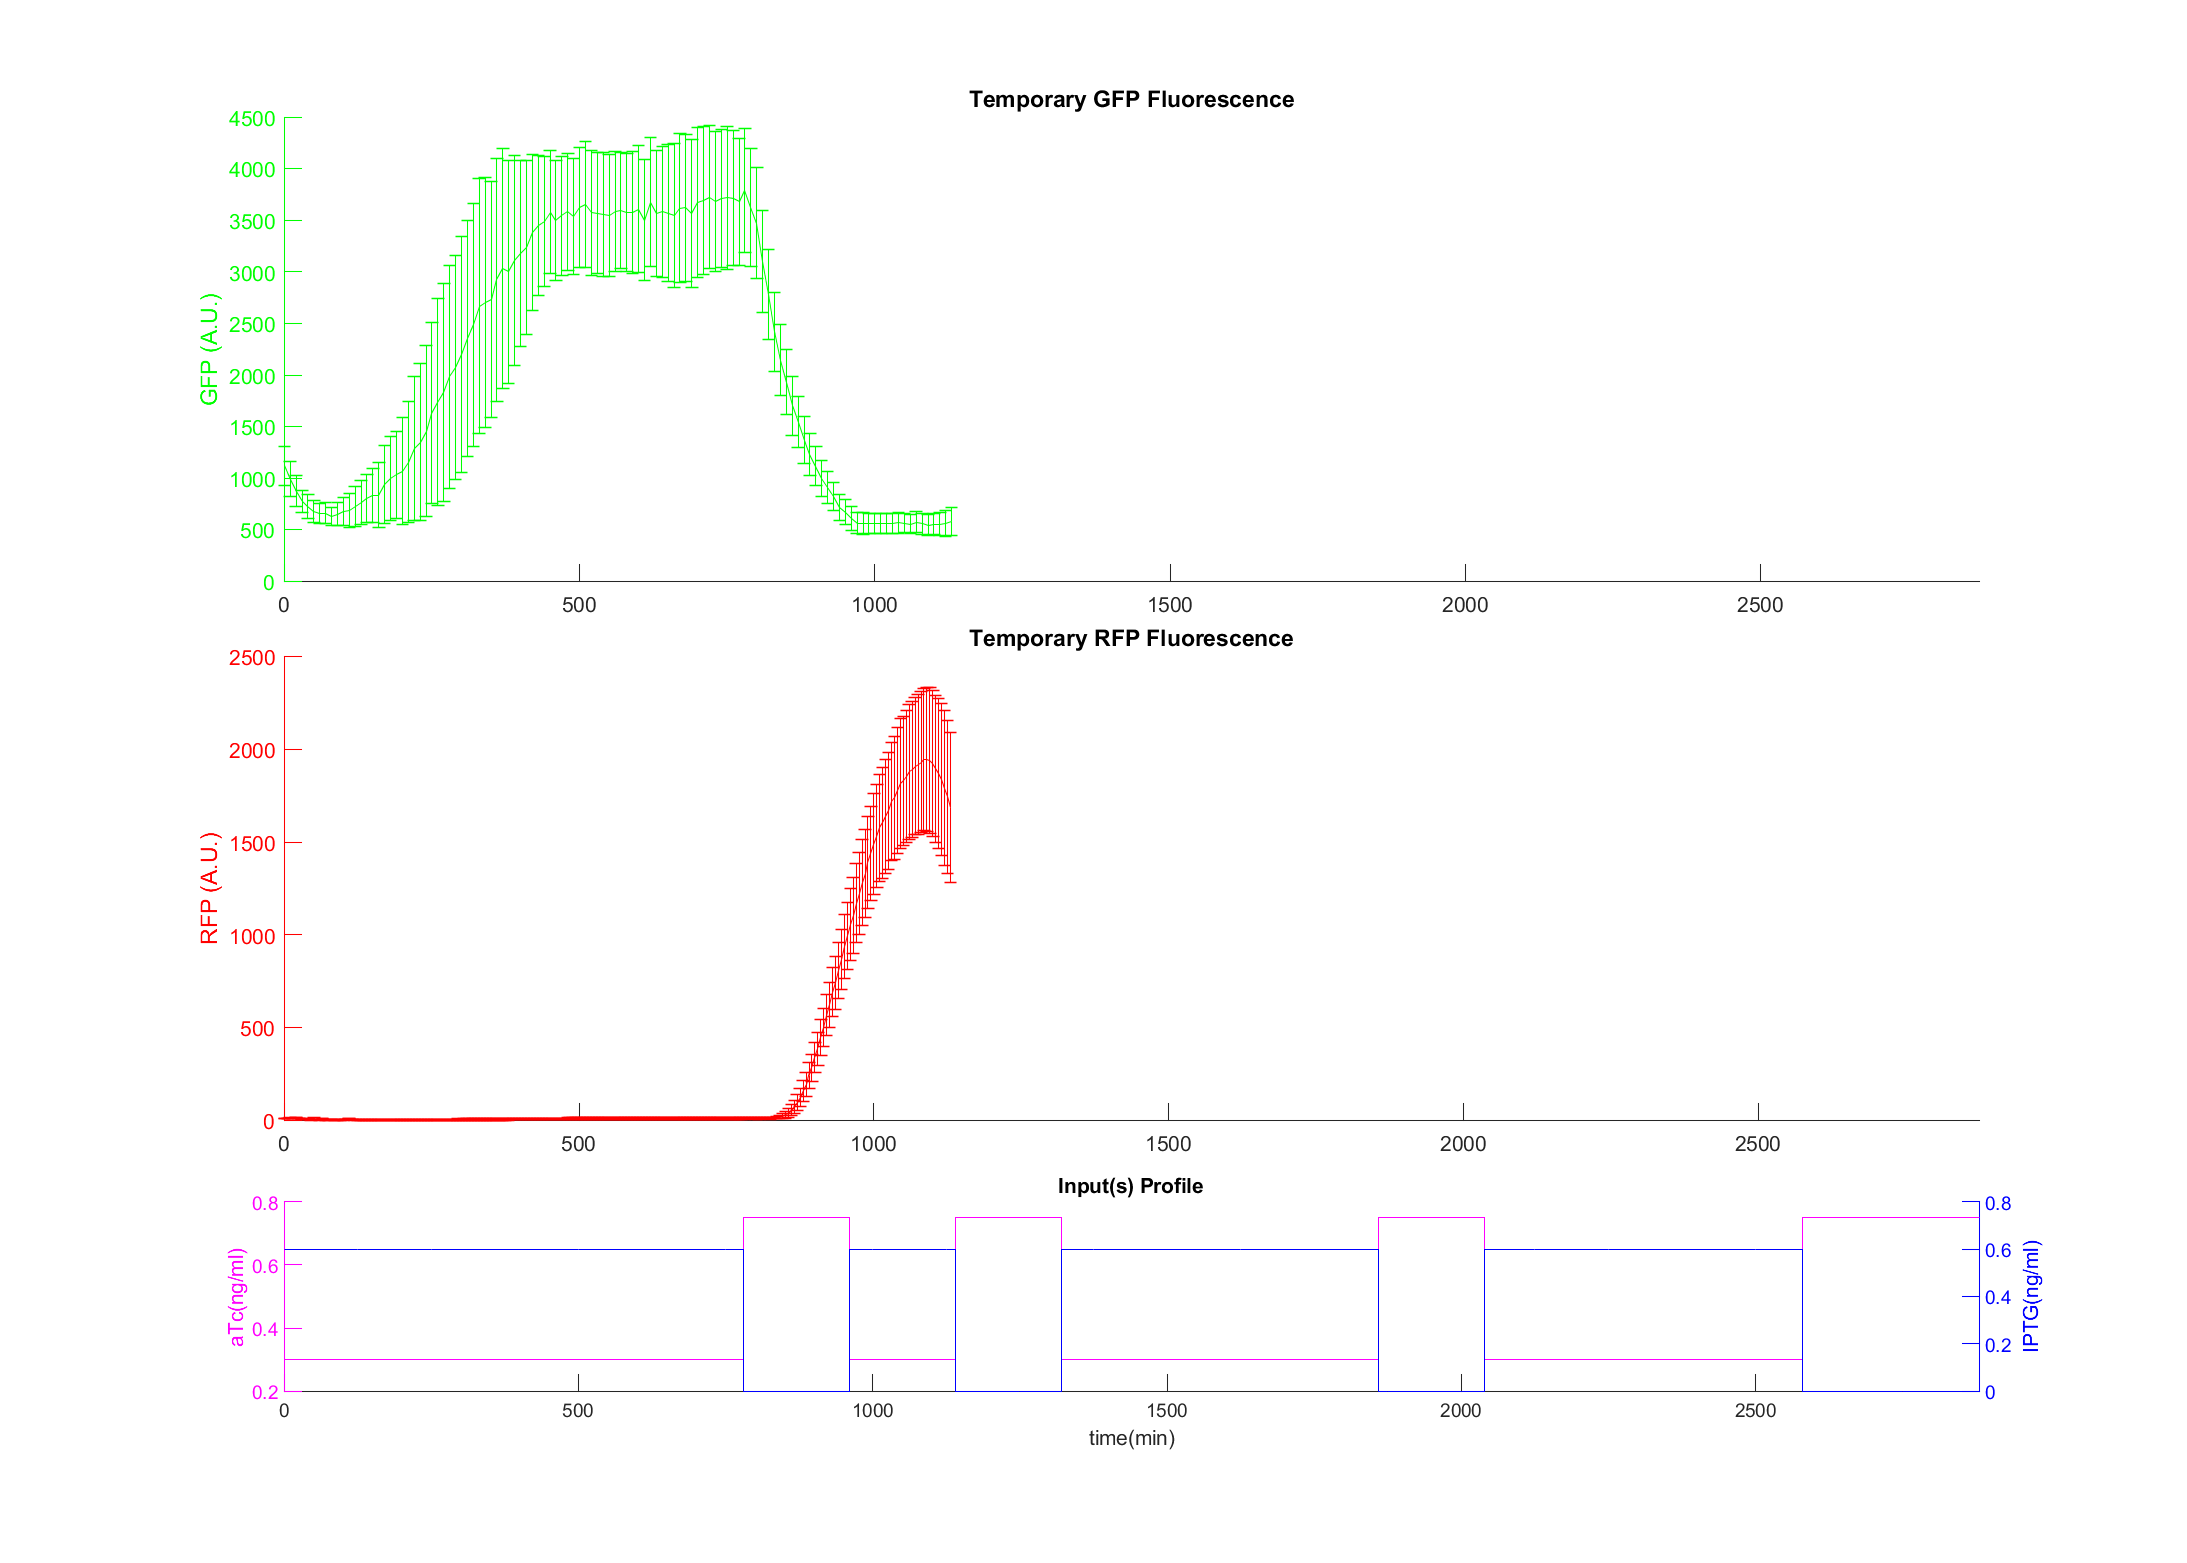 Temporary GFP Fluorescence
GFP (A.U.)
4500
4000
3500
3000
2500
2000
1500
1000
500
0
0 500 1000 1500 2000 2500
Temporary RFP Fluorescence
RFP (A.U.)
2500
2000
1500
1000
500
0
0 500 1000 1500 2000 2500
Input(s) Profile
aTc(ng/ml)
0.8
0.6
0.4
0.2
0.8
0.6
0.4
0.2
0
IPTG(ng/ml)
0 500 1000 1500 2000 2500
time(min)